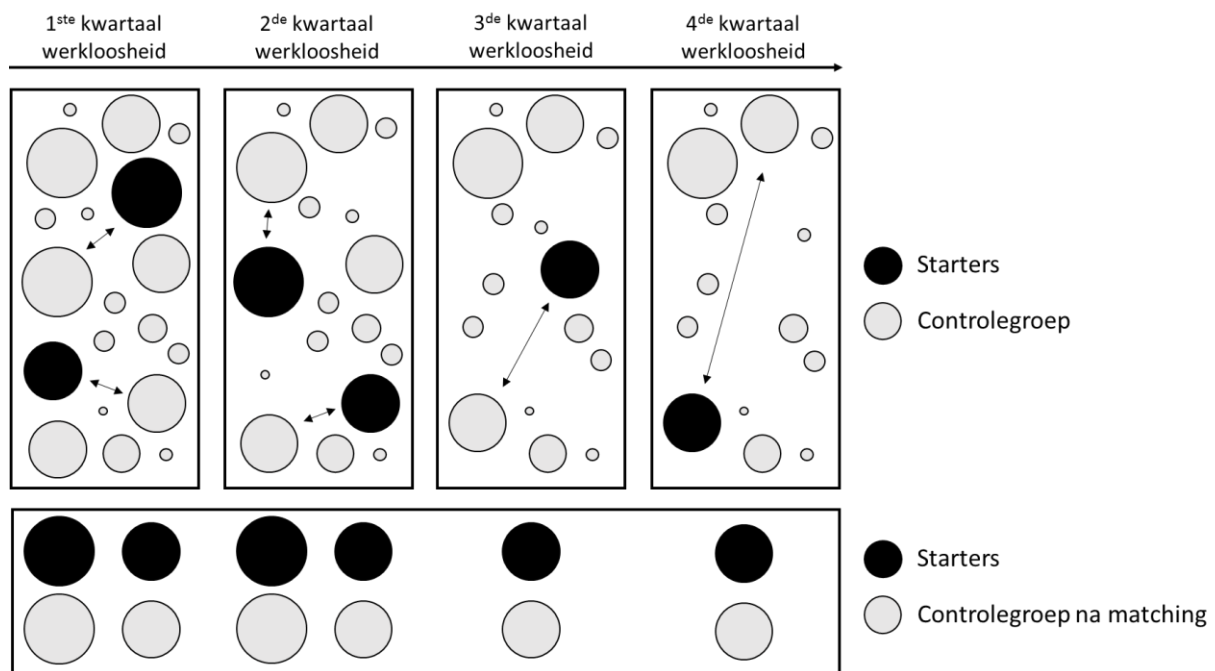 1ste kwartaal
werkloosheid
2de kwartaal
werkloosheid
3de kwartaal
werkloosheid
4de kwartaal
werkloosheid
Starters
Controlegroep
Starters
Controlegroep na matching